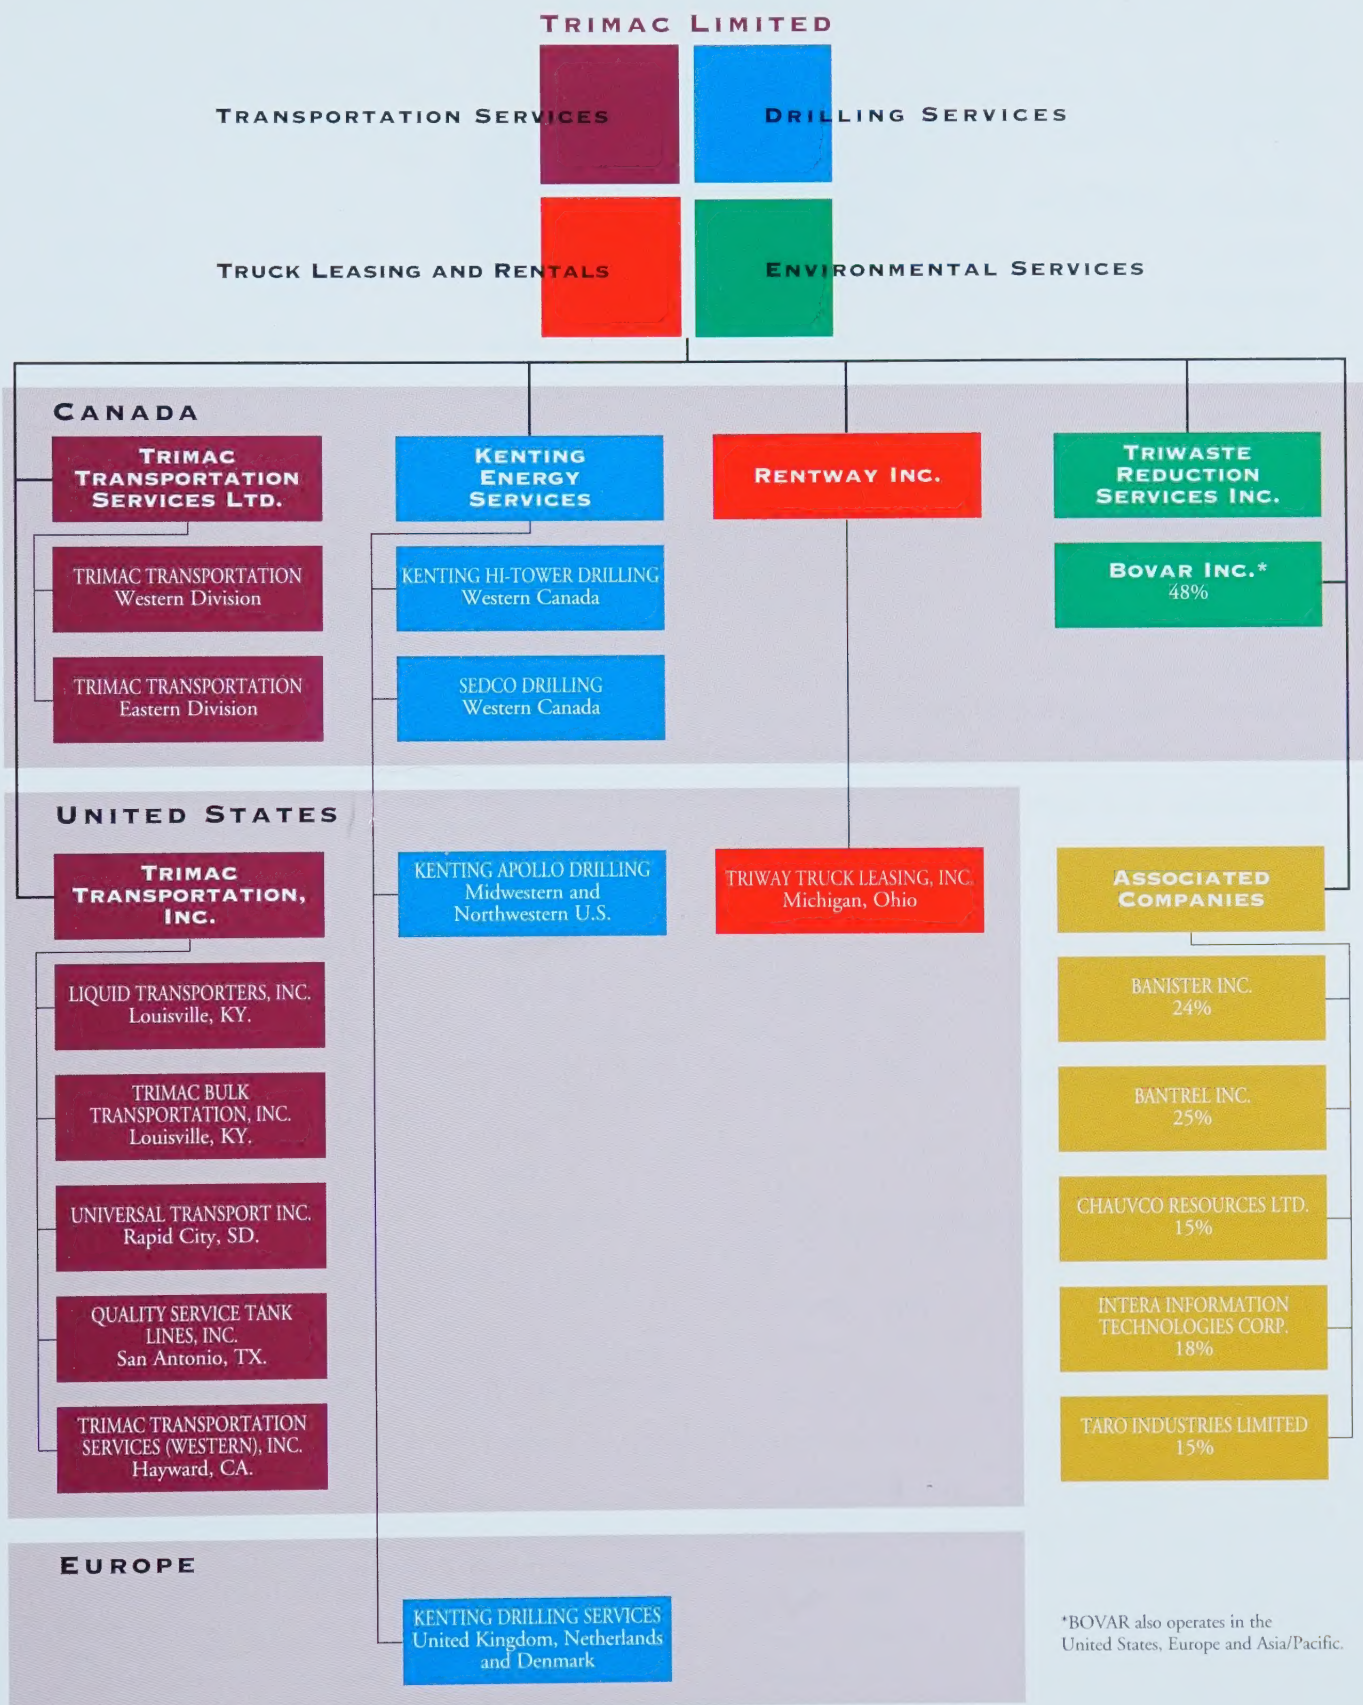 TRIMAC LIMITED
TRANSPORTATION SERVICES
DRILLING SERVICES
TRUCK LEASING AND RENTALS
ENVIRONMENTAL SERVICES
CANADA
TRIMAC
TRANSPORTATION
SERVICES LTD.
TRIMAC TRANSPORTATION
Western Division
TRIMAC TRANSPORTATION
Eastern Division
KENTING
ENERGY
SERVICES
KENTING HI-TOWER DRILLING
Western Canada
SEDCO DRILLING
Western Canada
RENTWAY INC.
TRIWASTE
REDUCTION
SERVICES INC.
BOVAR INC.*
48%
UNITED STATES
TRIMAC
TRANSPORTATION,
INC.
LIQUID TRANSPORTERS, INC.
Louisville, KY.
TRIMAC BULK
TRANSPORTATION, INC.
Louisville, KY.
UNIVERSAL TRANSPORT INC.
Rapid City, SD.
QUALITY SERVICE TANK
LINES, INC.
San Antonio, TX.
TRIMAC TRANSPORTATION
SERVICES (WESTERN), INC.
Hayward, CA.
KENTING APOLLO DRILLING
Midwestern and
Northwestern U.S.
TRIWAY TRUCK LEASING, INC.
Michigan, Ohio
ASSOCIATED
COMPANIES
BANISTER INC.
24%
BANTREL INC.
25%
CHAUVCO RESOURCES LTD.
15%
INTERA INFORMATION
TECHNOLOGIES CORP.
18%
TARO INDUSTRIES LIMITED
15%
EUROPE
KENTING DRILLING SERVICES
United Kingdom, Netherlands
and Denmark
*BOVAR also operates in the
United States, Europe and Asia/Pacific.